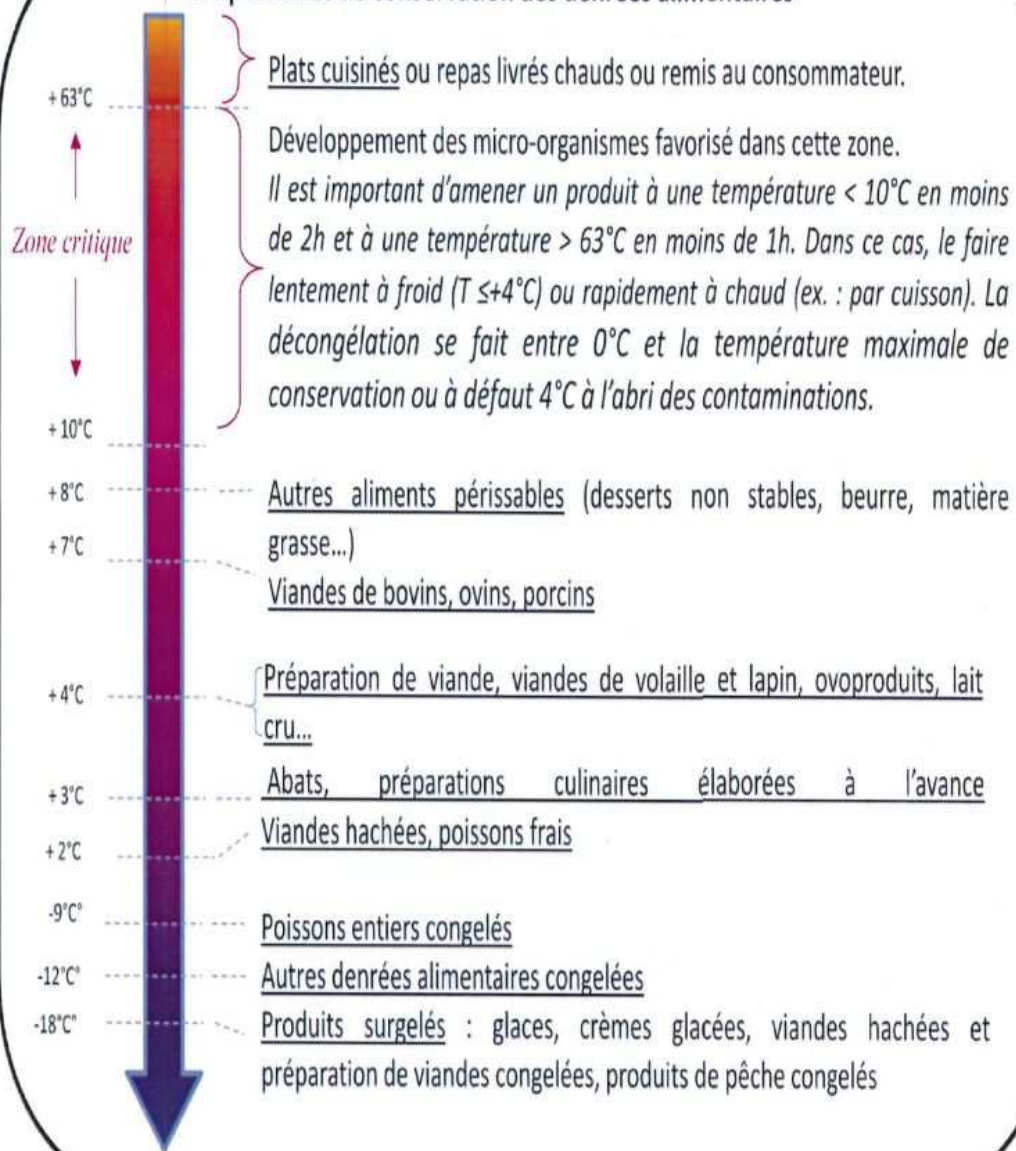 +63°C
Plats cuisinés ou repas livrés chauds ou remis au consommateur.
Zone critique
Développement des micro-organismes favorisé dans cette zone.
Il est important d'amener un produit à une température < 10°C en moins
de 2h et à une température > 63°C en moins de 1h. Dans ce cas, le faire
lentement à froid (T ≤+4°C) ou rapidement à chaud (ex. : par cuisson). La
décongélation se fait entre 0°C et la température maximale de
conservation ou à défaut 4°C à l'abri des contaminations.
+10°C
+8°C
Autres aliments périssables (desserts non stables, beurre, matière
grasse...)
+7°C
Viandes de bovins, ovins, porcins
+4°C
Préparation de viande, viandes de volaille et lapin, ovoproduits, lait
cru...
+3°C
Abats, préparations culinaires élaborées à l'avance
+2°C
Viandes hachées, poissons frais
-9°C°
Poissons entiers congelés
-12°C°
Autres denrées alimentaires congelées
-18°C°
Produits surgelés : glaces, crèmes glacées, viandes hachées et
préparation de viandes congelées, produits de pêche congelés